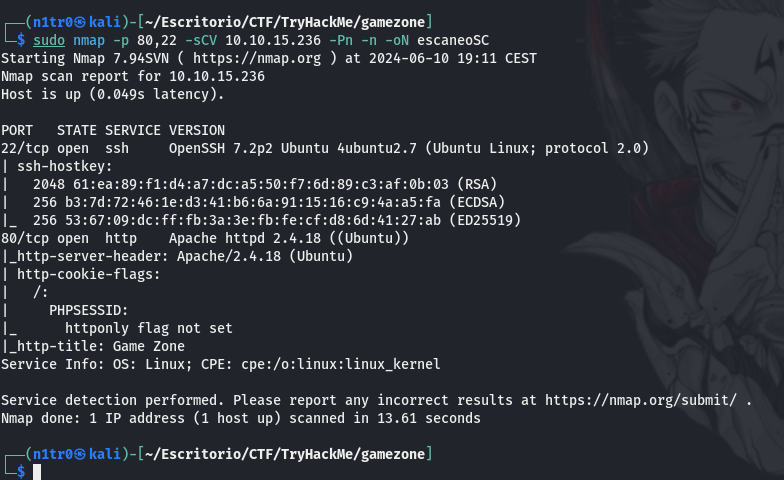 ┌──(n1tr0㉿kali)-[~/Escritorio/CTF/TryHackMe/gamezone]
└─$ sudo nmap -p 80,22 -sCV 10.10.15.236 -Pn -n -oN escaneoSC
Starting Nmap 7.94SVN ( https://nmap.org ) at 2024-06-10 19:11 CEST
Nmap scan report for 10.10.15.236
Host is up (0.049s latency).

PORT   STATE SERVICE VERSION
22/tcp open  ssh     OpenSSH 7.2p2 Ubuntu 4ubuntu2.7 (Ubuntu Linux; protocol 2.0)
| ssh-hostkey:
|   2048 61:ea:89:f1:d4:a7:dc:a5:50:f7:6d:89:c3:af:0b:03 (RSA)
|   256 b3:7d:72:46:1e:d3:41:b6:6a:91:15:16:c9:4a:a5:fa (ECDSA)
|_  256 53:67:09:dc:ff:fb:3a:3e:fb:fe:cf:d8:6d:41:27:ab (ED25519)
80/tcp open  http    Apache httpd 2.4.18 ((Ubuntu))
|_http-server-header: Apache/2.4.18 (Ubuntu)
| http-cookie-flags:
|   /:
|     PHPSESSID:
|_      httponly flag not set
|_http-title: Game Zone
Service Info: OS: Linux; CPE: cpe:/o:linux:linux_kernel

Service detection performed. Please report any incorrect results at https://nmap.org/submit/ .
Nmap done: 1 IP address (1 host up) scanned in 13.61 seconds

┌──(n1tr0㉿kali)-[~/Escritorio/CTF/TryHackMe/gamezone]
└─$